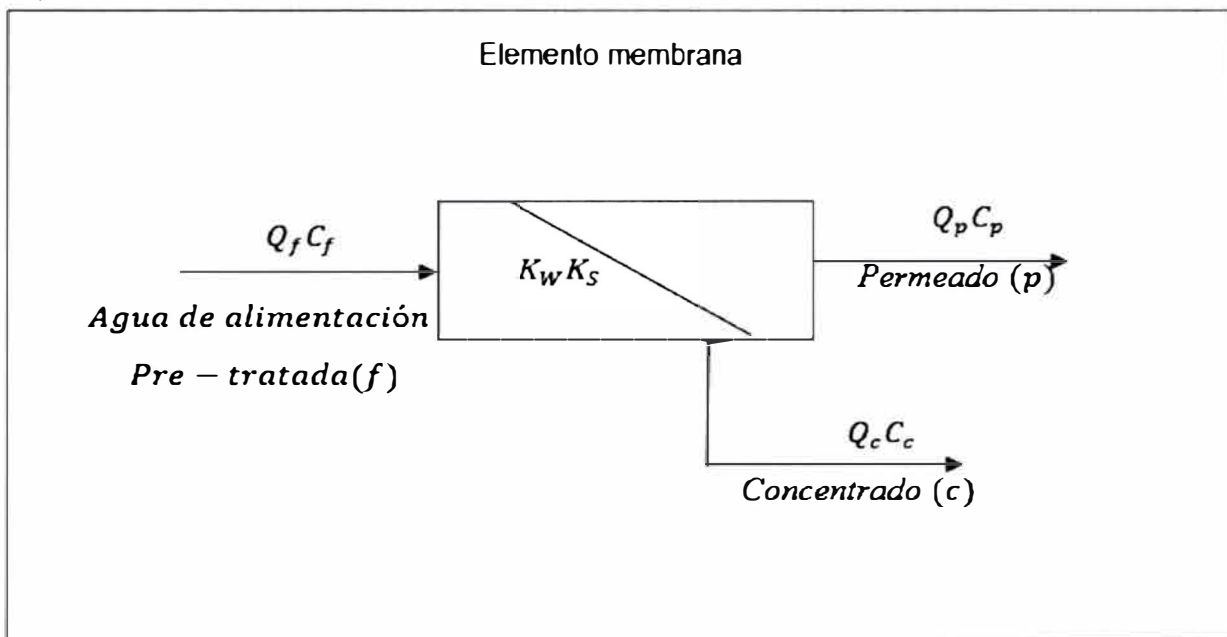 Elemento membrana
Q_f C_f
Agua de alimentación
Pre − tratada(f)
K_W K_S
Q_p C_p
Permeado (p)
Q_c C_c
Concentrado (c)